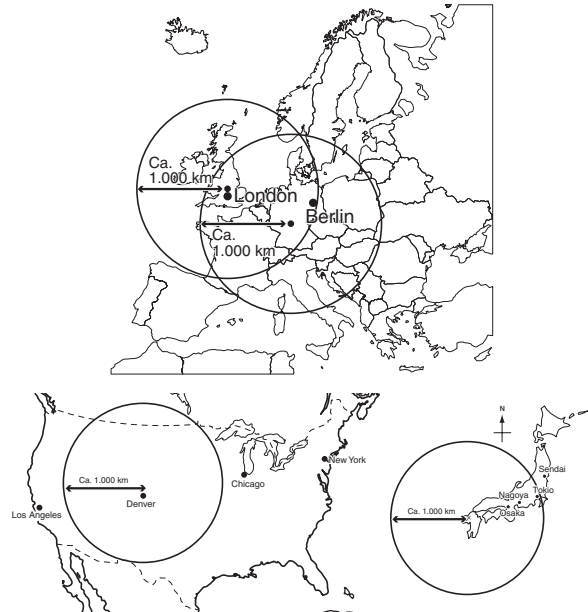 Ca.
1.000 km
London
Berlin
Ca.
1.000 km
Ca. 1.000 km
Denver
Los Angeles
Chicago
New York
N
Sendai
Tokio
Nagoya
Osaka
Ca. 1.000 km